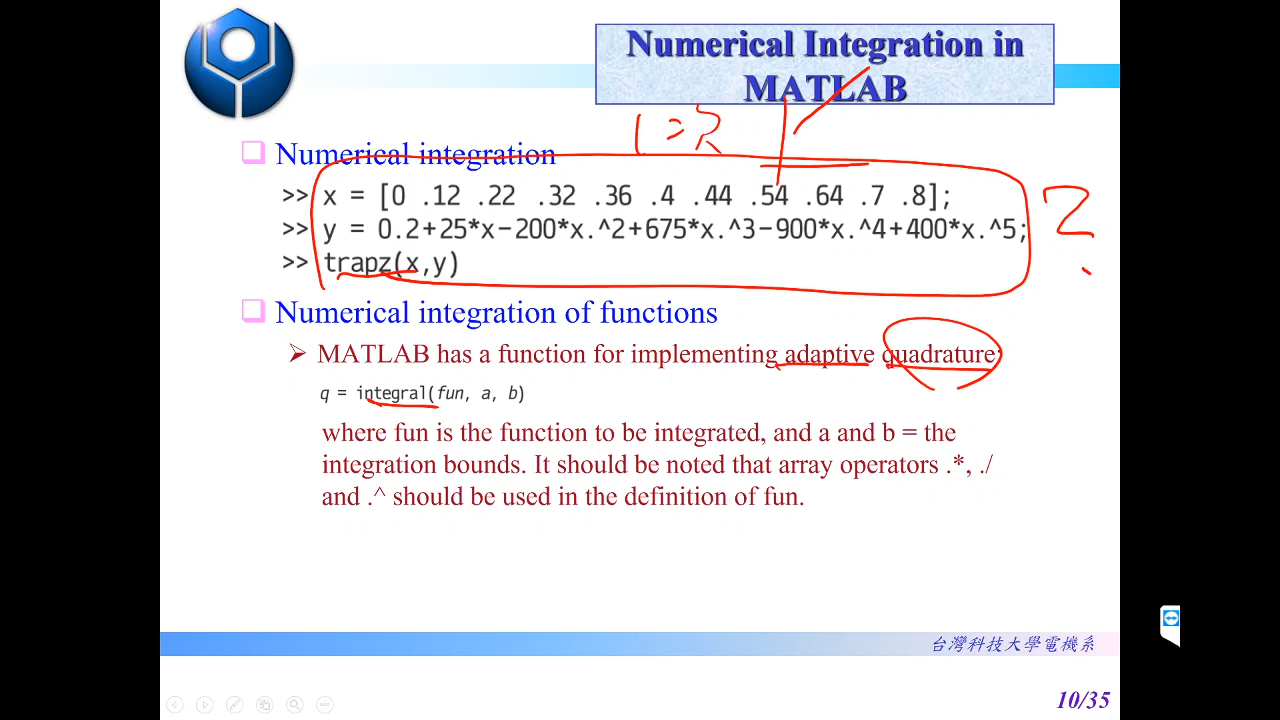 Numerical Integration in
MATLAB
Numerical integration
>> x = [0 .12 .22 .32 .36 .4 .44 .54 .64 .7 .8];
>> y = 0.2+25*x-200*x.^2+675*x.^3-900*x.^4+400*x.^5;
>> trapz(x,y)
Numerical integration of functions
MATLAB has a function for implementing adaptive quadrature:
q = integral(fun, a, b)
where fun is the function to be integrated, and a and b = the
integration bounds. It should be noted that array operators .*, ./
and .^ should be used in the definition of fun.
台灣科技大學電機系
10/35